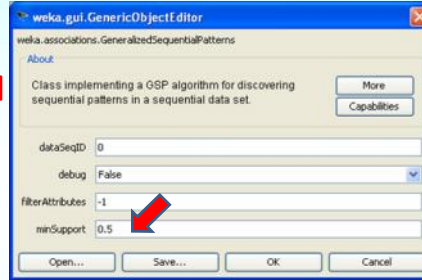 weka.gui.GenericObjectEditor
weka.associations.GeneralizedSequentialPatterns
About
Class implementing a GSP algorithm for discovering
sequential patterns in a sequential data set.
More
Capabilities
dataSeqID 0
debug False
filterAttributes -1
minSupport 0.5
Open... Save... OK Cancel